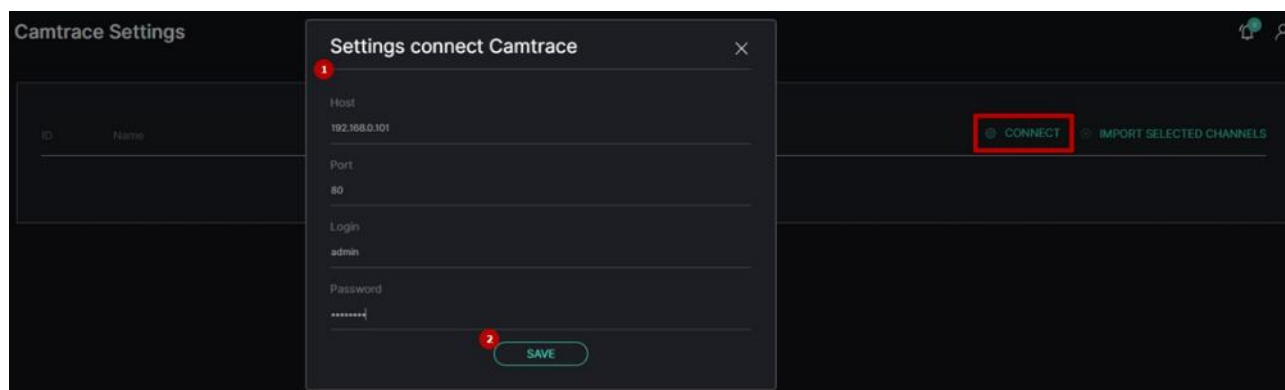 Camtrace Settings
Settings connect Camtrace
1
Host
192.168.0.101
ID Name
CONNECT
IMPORT SELECTED CHANNELS
Port
80
Login
admin
Password
••••••••
2
SAVE